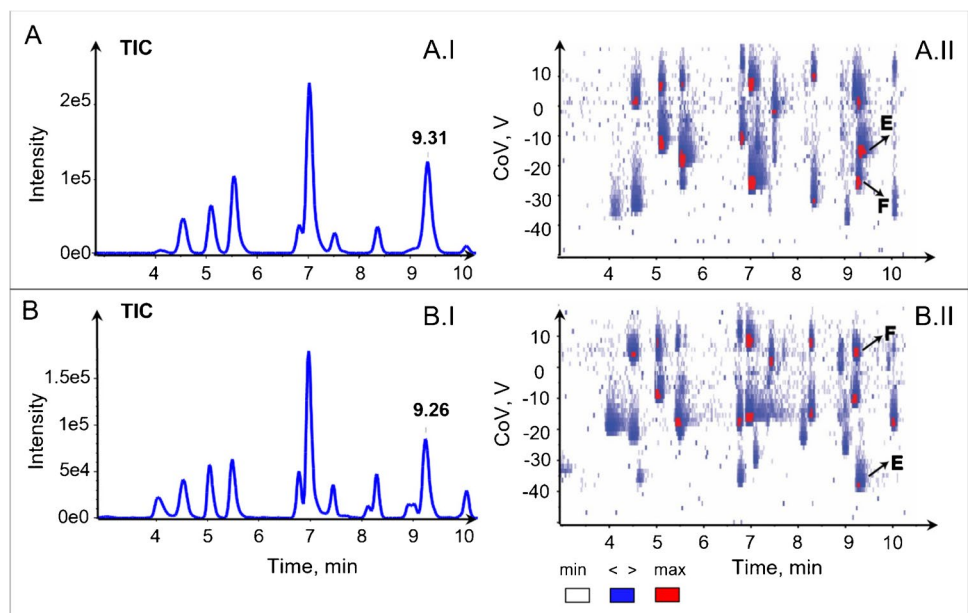 A
TIC
A.I
Intensity
2e5
1e5
0e0
9.31
4 5 6 7 8 9 10
A.II
CoV, V
10
0
-10
-20
-30
-40
E
F
4 5 6 7 8 9 10
B
TIC
B.I
Intensity
1.5e5
1e5
5e4
0e0
9.26
4 5 6 7 8 9 10
Time, min
B.II
CoV, V
10
0
-10
-20
-30
-40
F
E
4 5 6 7 8 9 10
Time, min
min < > max